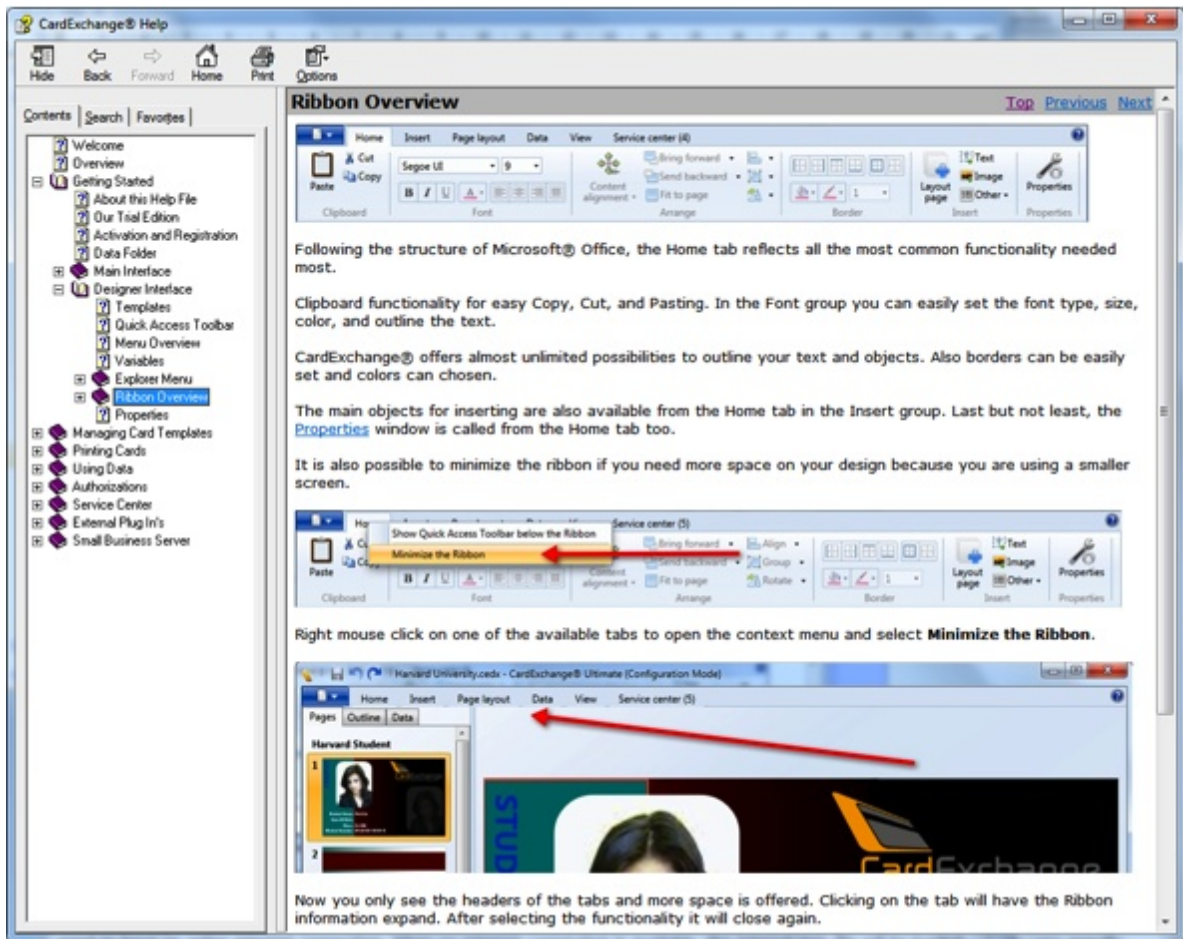 CardExchange® Help
Hide Back Forward Home Print Options
Contents Search Favorites
Welcome
Overview
Getting Started
About this Help File
Our Trial Edition
Activation and Registration
Data Folder
Main Interface
Designer Interface
Templates
Quick Access Toolbar
Menu Overview
Variables
Explorer Menu
Ribbon Overview
Properties
Managing Card Templates
Printing Cards
Using Data
Authorizations
Service Center
External Plug In's
Small Business Server
Ribbon Overview
Top Previous Next
Home Insert Page layout Data View Service center (4)
Paste Cut Copy
Segoe UI 9
B I U A
Content alignment Bring forward Send backward Fit to page
1
Layout page Text Image Other
Properties
Clipboard Font Arrange Border Insert Properties
Following the structure of Microsoft® Office, the Home tab reflects all the most common functionality needed
most.
Clipboard functionality for easy Copy, Cut, and Pasting. In the Font group you can easily set the font type, size,
color, and outline the text.
CardExchange® offers almost unlimited possibilities to outline your text and objects. Also borders can be easily
set and colors can chosen.
The main objects for inserting are also available from the Home tab in the Insert group. Last but not least, the
Properties window is called from the Home tab too.
It is also possible to minimize the ribbon if you need more space on your design because you are using a smaller
screen.
Service center (5)
Show Quick Access Toolbar below the Ribbon
Minimize the Ribbon
Paste
B I U A
alignment Bring forward Send backward Fit to page
Align Group Rotate
1
Layout page Text Image Other
Properties
Clipboard Font Arrange Border Insert Properties
Right mouse click on one of the available tabs to open the context menu and select Minimize the Ribbon.
Harvard University.cedx - CardExchange® Ultimate (Configuration Mode)
Home Insert Page layout Data View Service center (5)
Pages Outline Data
Harvard Student
1
2
STUD
CardExchange
Now you only see the headers of the tabs and more space is offered. Clicking on the tab will have the Ribbon
information expand. After selecting the functionality it will close again.